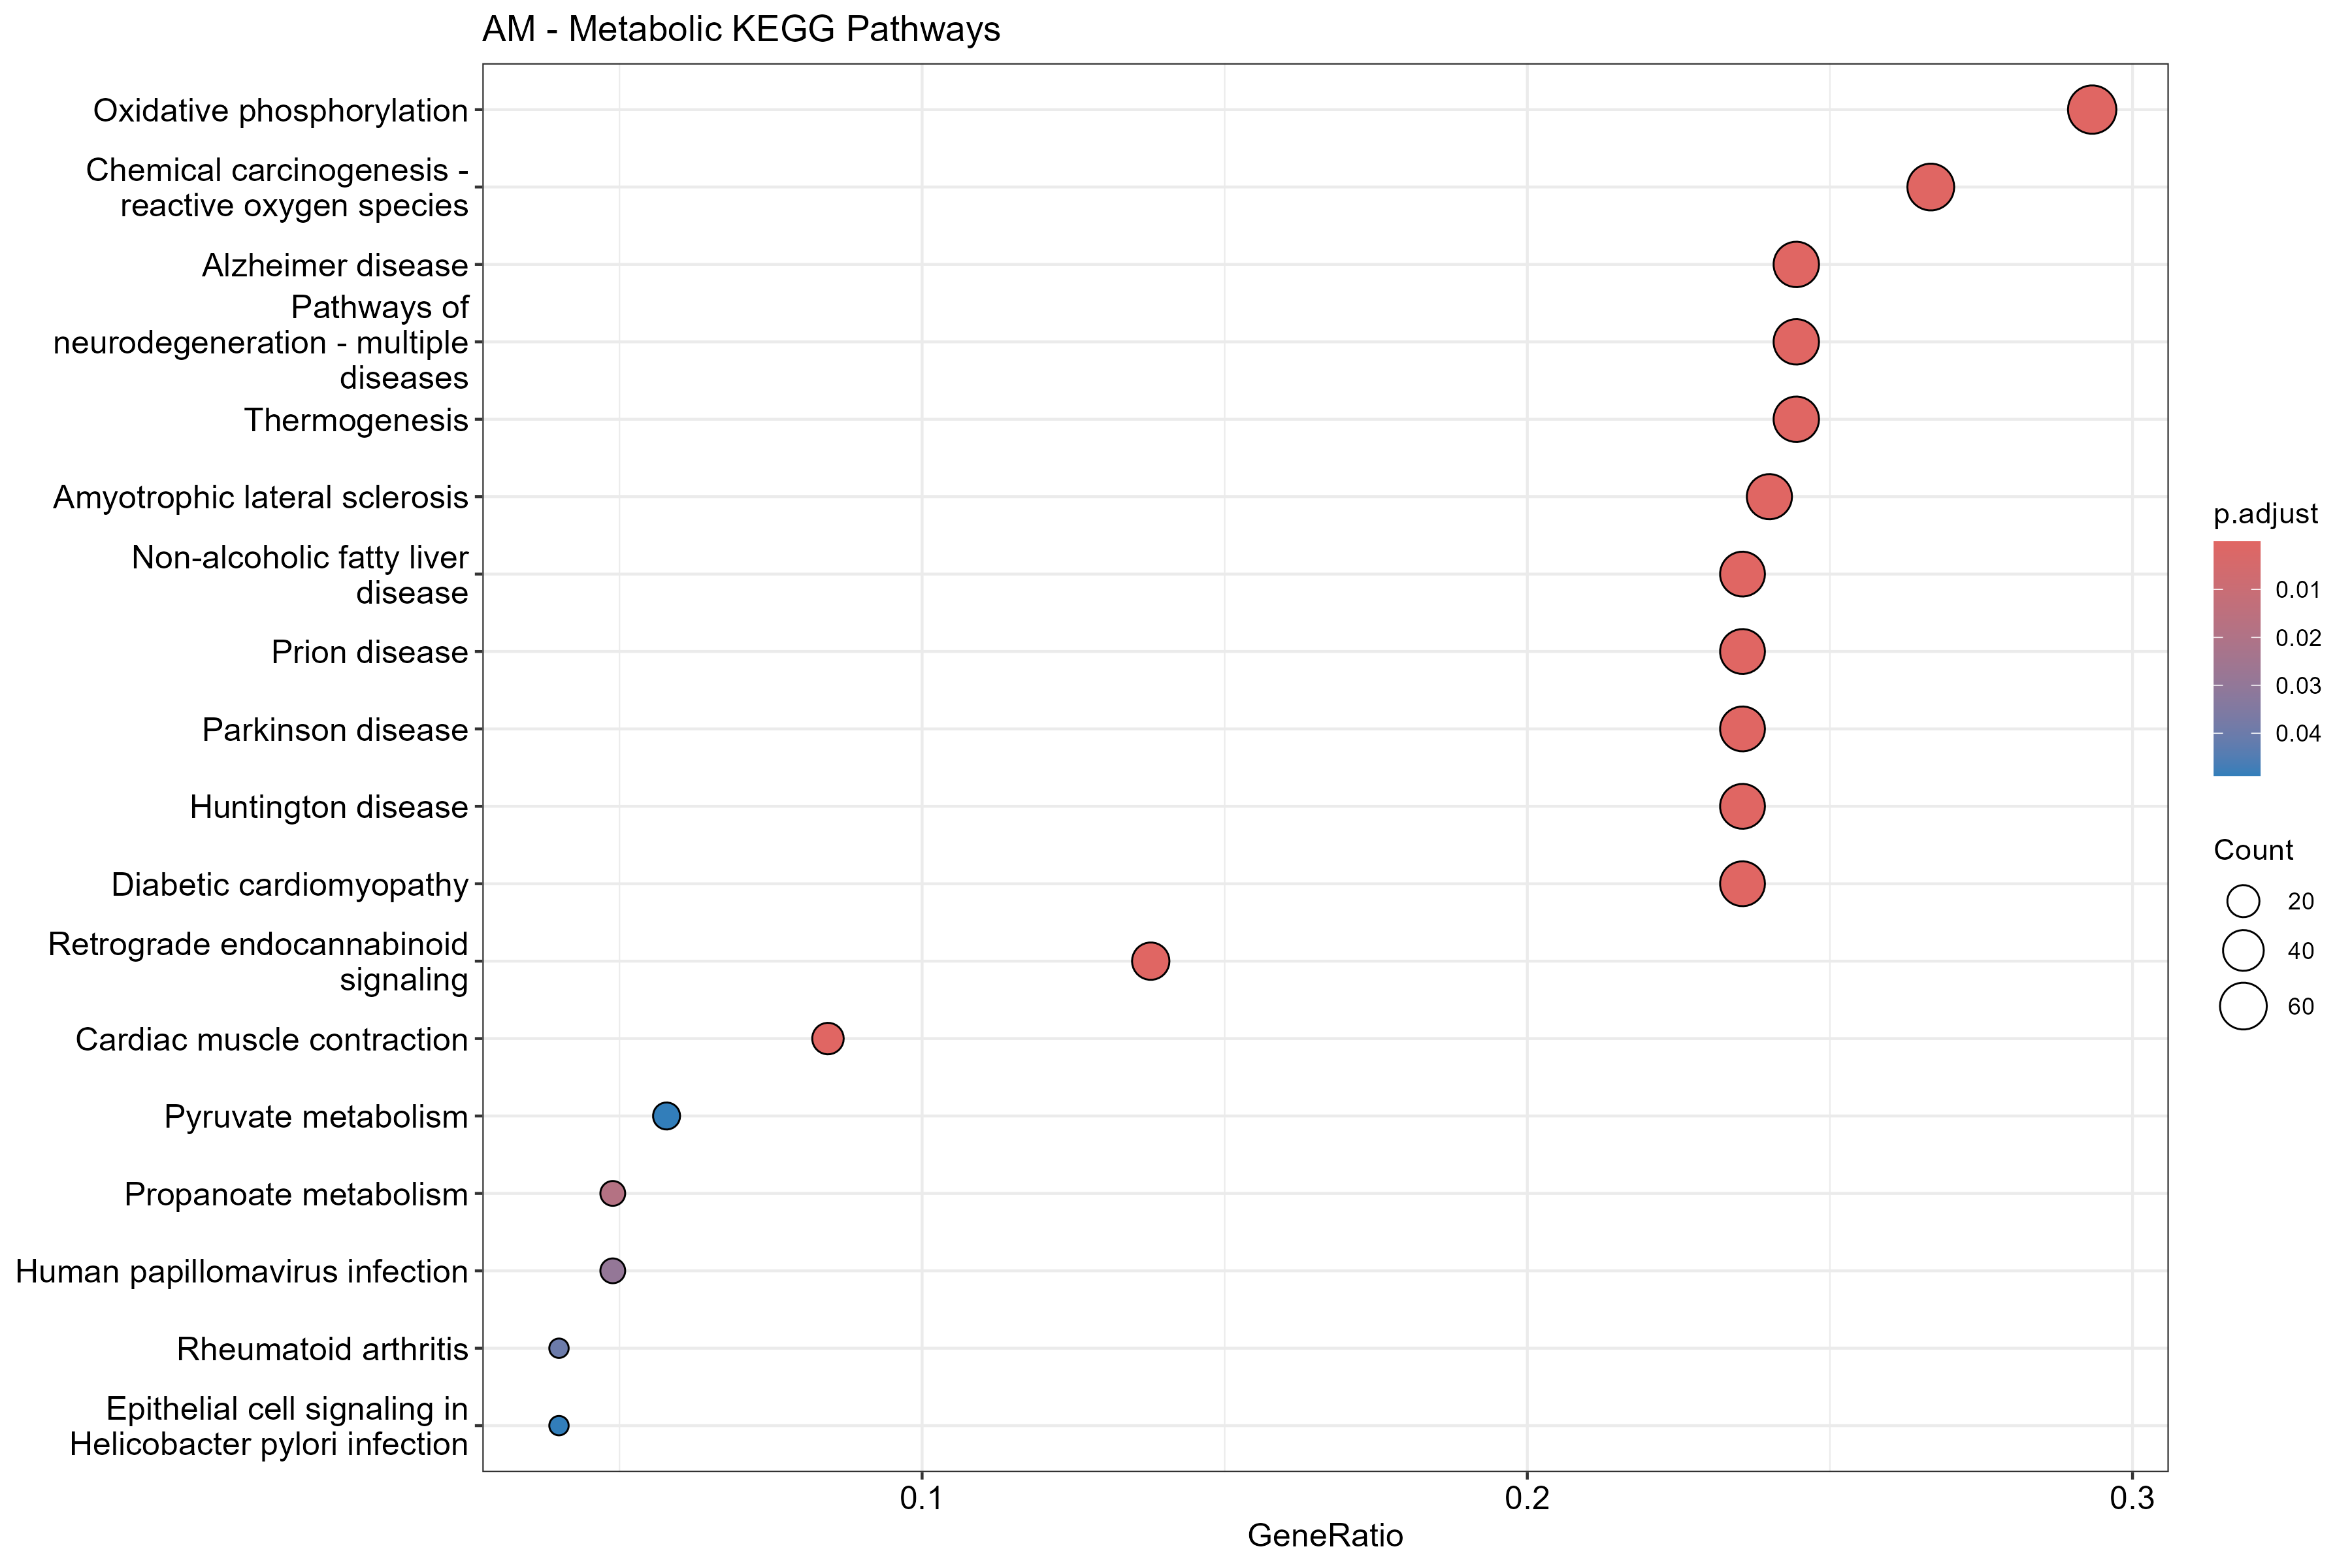 AM - Metabolic KEGG Pathways
Oxidative phosphorylation
Chemical carcinogenesis -
reactive oxygen species
Alzheimer disease
Pathways of
neurodegeneration - multiple
diseases
Thermogenesis
Amyotrophic lateral sclerosis
Non-alcoholic fatty liver
disease
Prion disease
Parkinson disease
Huntington disease
Diabetic cardiomyopathy
Retrograde endocannabinoid
signaling
Cardiac muscle contraction
Pyruvate metabolism
Propanoate metabolism
Human papillomavirus infection
Rheumatoid arthritis
Epithelial cell signaling in
Helicobacter pylori infection
0.1
0.2
0.3
GeneRatio
p.adjust
0.01
0.02
0.03
0.04
Count
20
40
60